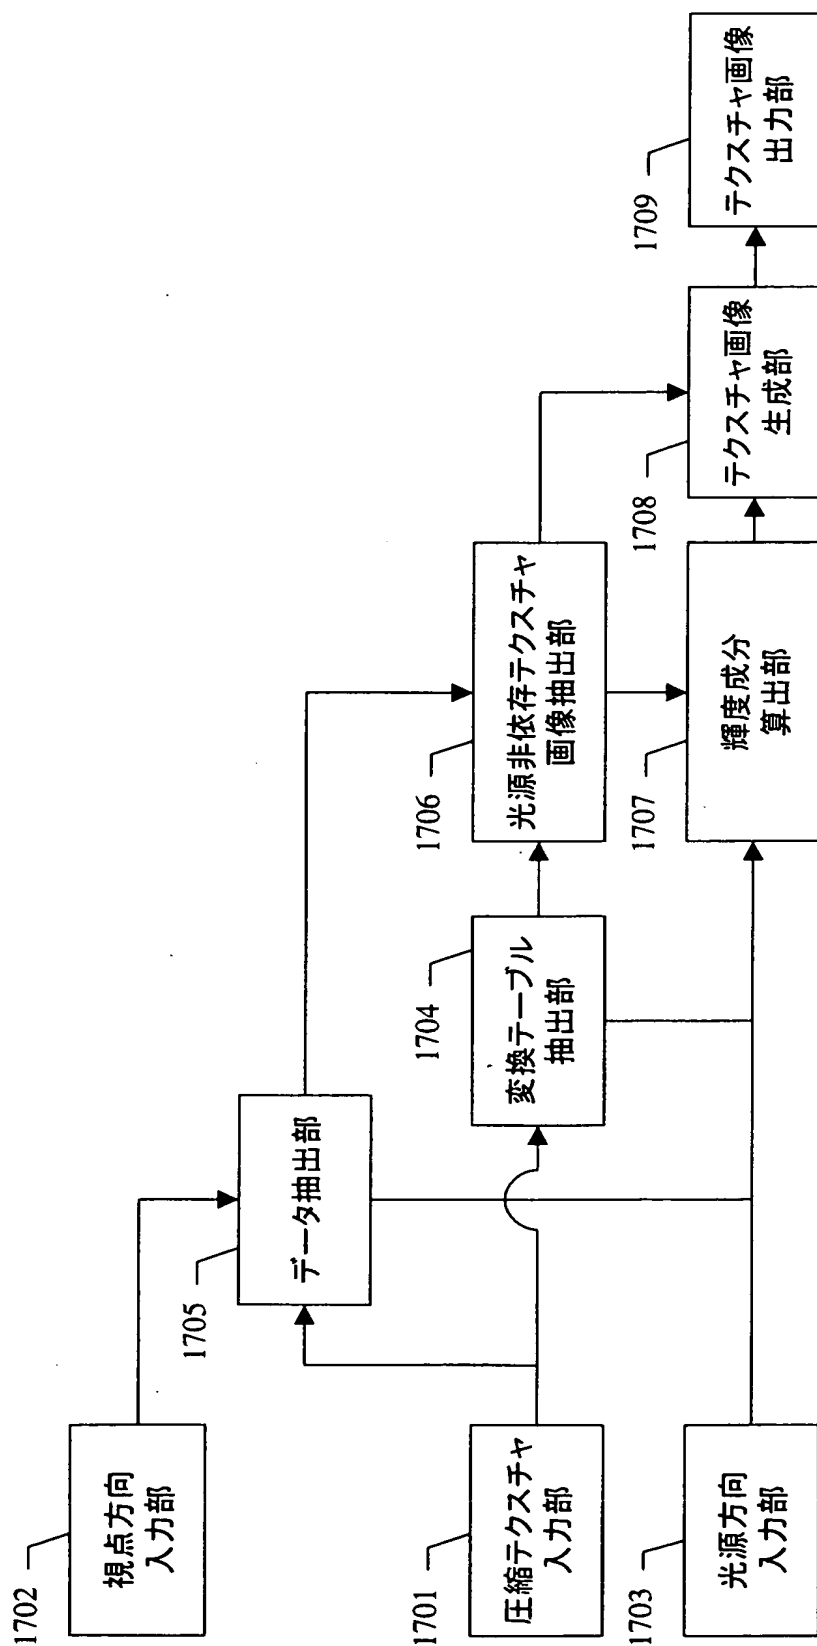 1702
視点方向
入力部
1705
データ抽出部
1701
圧縮テクスチャ
入力部
1704
変換テーブル
抽出部
1706
光源非依存テクスチャ
画像抽出部
1703
光源方向
入力部
1707
輝度成分
算出部
1708
テクスチャ画像
生成部
1709
テクスチャ画像
出力部